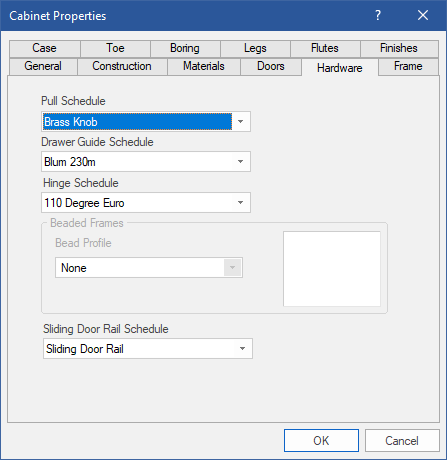 Cabinet Properties ?
Case Toe Boring Legs Flutes Finishes
General Construction Materials Doors Hardware Frame
Pull Schedule
Brass Knob
Drawer Guide Schedule
Blum 230m
Hinge Schedule
110 Degree Euro
Beaded Frames
Bead Profile
None
Sliding Door Rail Schedule
Sliding Door Rail
OK Cancel